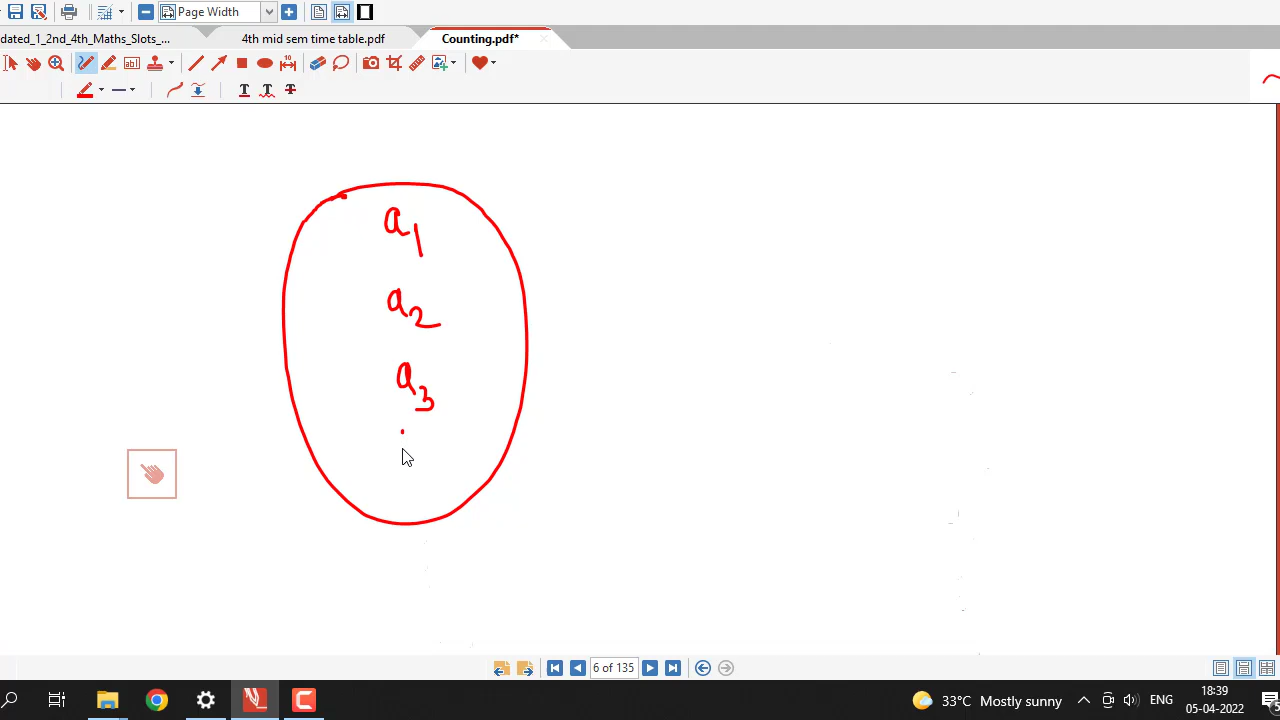 Page Width
dated_1_2nd_4th_Maths_Slots_...
4th mid sem time table.pdf
Counting.pdf*
10
T T T
a1
a2
a3
.
6 of 135
33°C Mostly sunny
ENG
18:39
05-04-2022